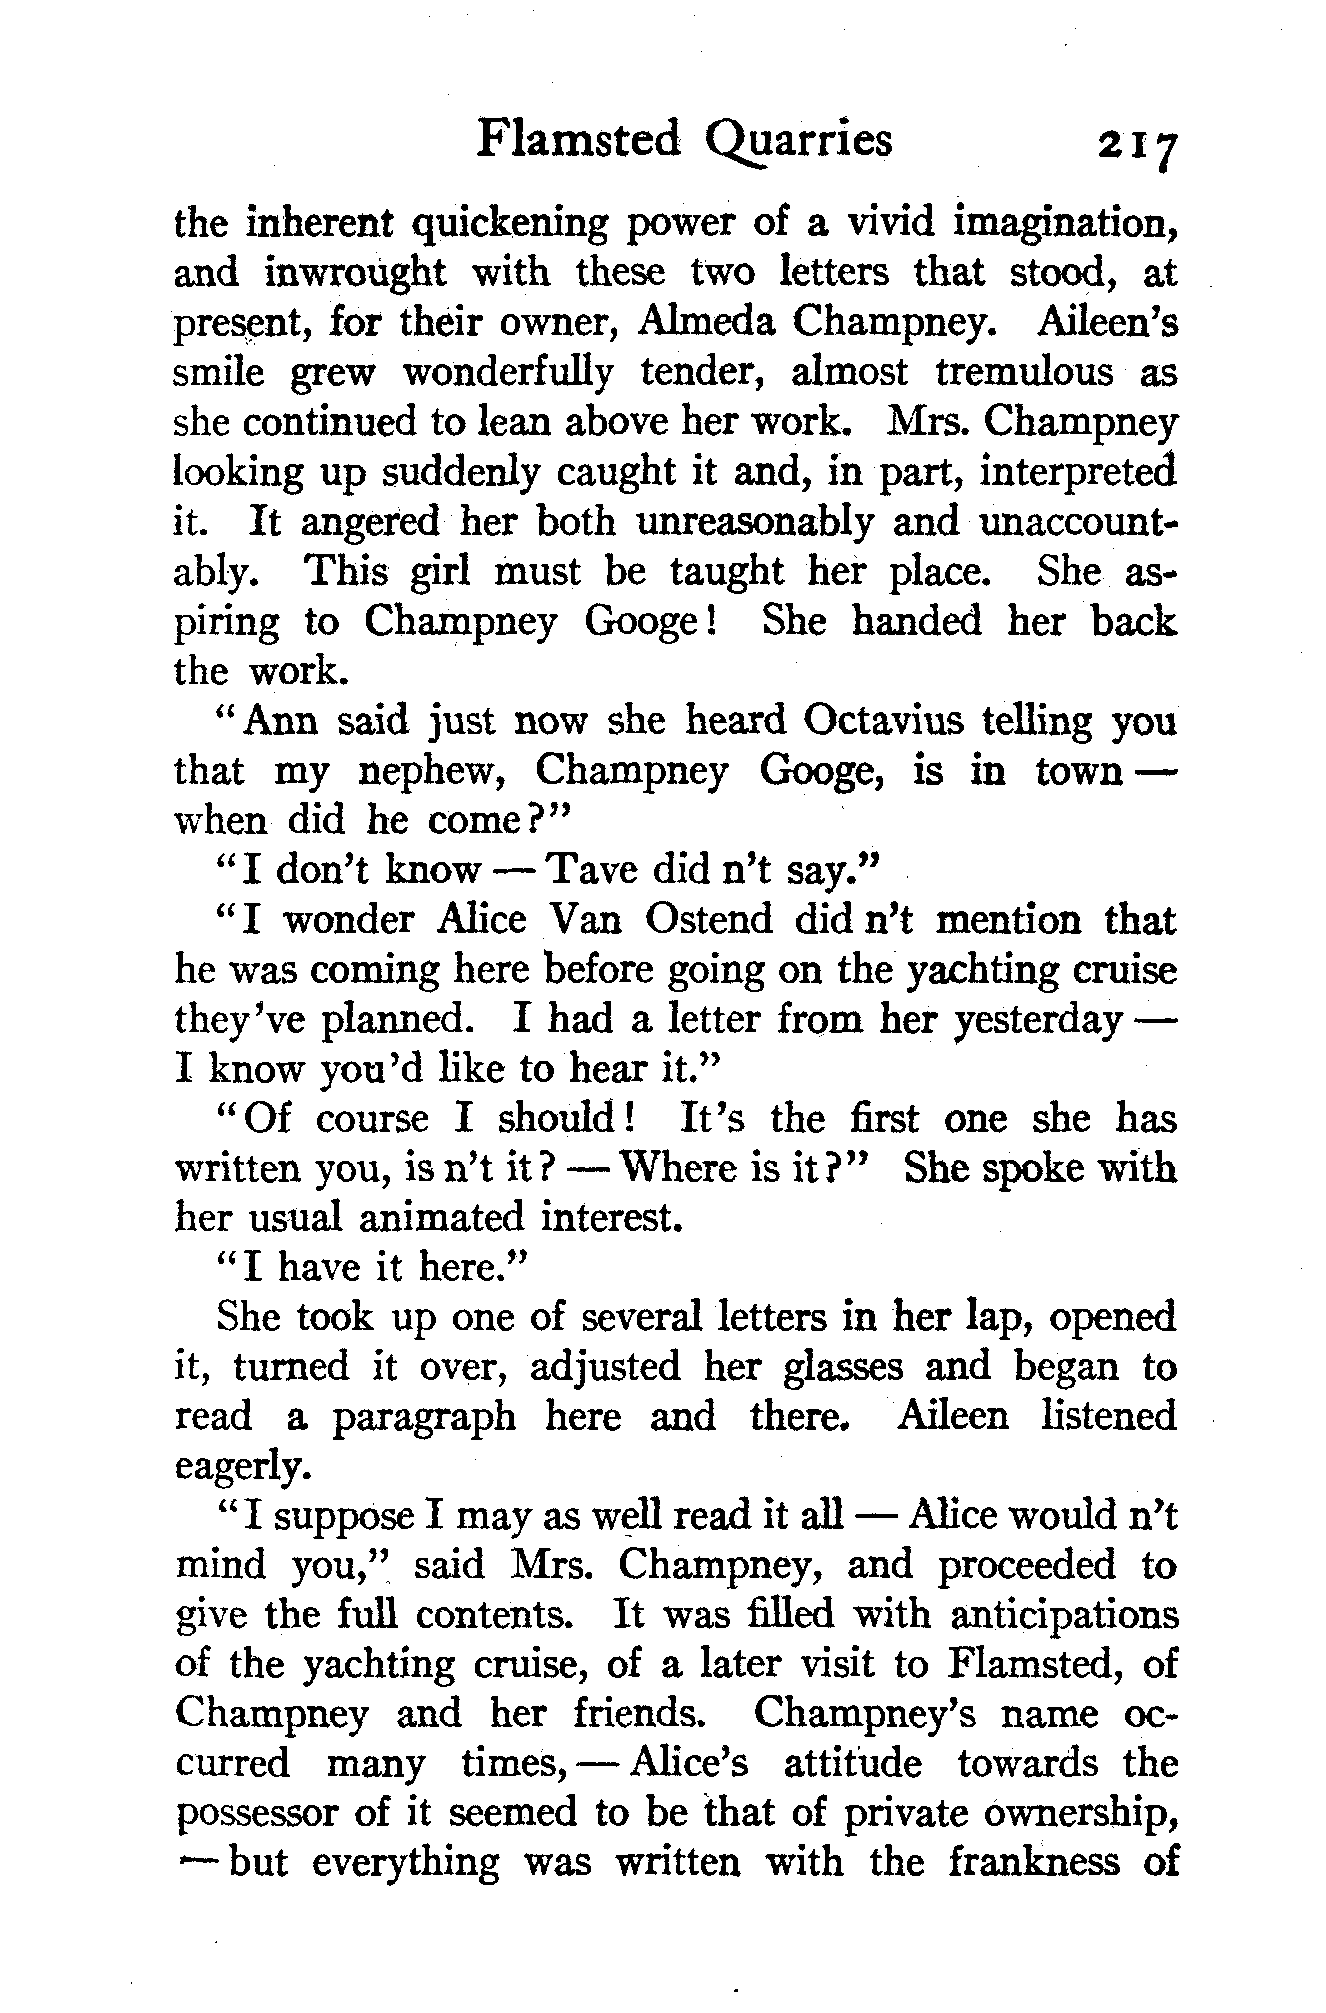 Flamsted Quarries 217
the inherent quickening power of a vivid imagination,
and inwrought with these two letters that stood, at
present, for their owner, Almeda Champney. Aileen's
smile grew wonderfully tender, almost tremulous as
she continued to lean above her work. Mrs. Champney
looking up suddenly caught it and, in part, interpreted
it. It angered her both unreasonably and unaccount-
ably. This girl must be taught her place. She as-
piring to Champney Googe! She handed her back
the work.
"Ann said just now she heard Octavius telling you
that my nephew, Champney Googe, is in town —
when did he come?"
"I don't know — Tave did n't say."
"I wonder Alice Van Ostend did n't mention that
he was coming here before going on the yachting cruise
they've planned. I had a letter from her yesterday —
I know you'd like to hear it."
"Of course I should! It's the first one she has
written you, is n't it? — Where is it?" She spoke with
her usual animated interest.
"I have it here."
She took up one of several letters in her lap, opened
it, turned it over, adjusted her glasses and began to
read a paragraph here and there. Aileen listened
eagerly.
"I suppose I may as well read it all — Alice would n't
mind you," said Mrs. Champney, and proceeded to
give the full contents. It was filled with anticipations
of the yachting cruise, of a later visit to Flamsted, of
Champney and her friends. Champney's name oc-
curred many times, — Alice's attitude towards the
possessor of it seemed to be that of private ownership,
— but everything was written with the frankness of